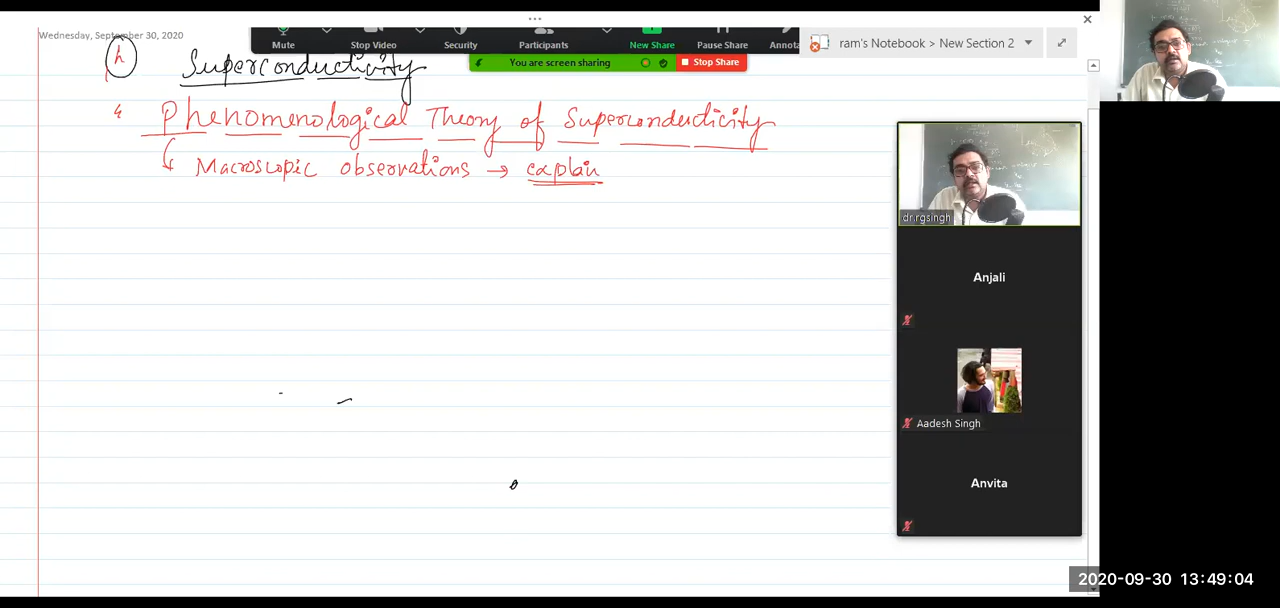 Wednesday, September 30, 2020
Mute
Stop Video
Security
Participants
New Share
Pause Share
Annota
ram's Notebook > New Section 2
You are screen sharing
Stop Share
h
Superconductivity
Phenomenological Theory of Superconducticity
Macroscopic observations → explain
dr.rgsingh
Anjali
Aadesh Singh
Anvita
2020-09-30 13:49:04